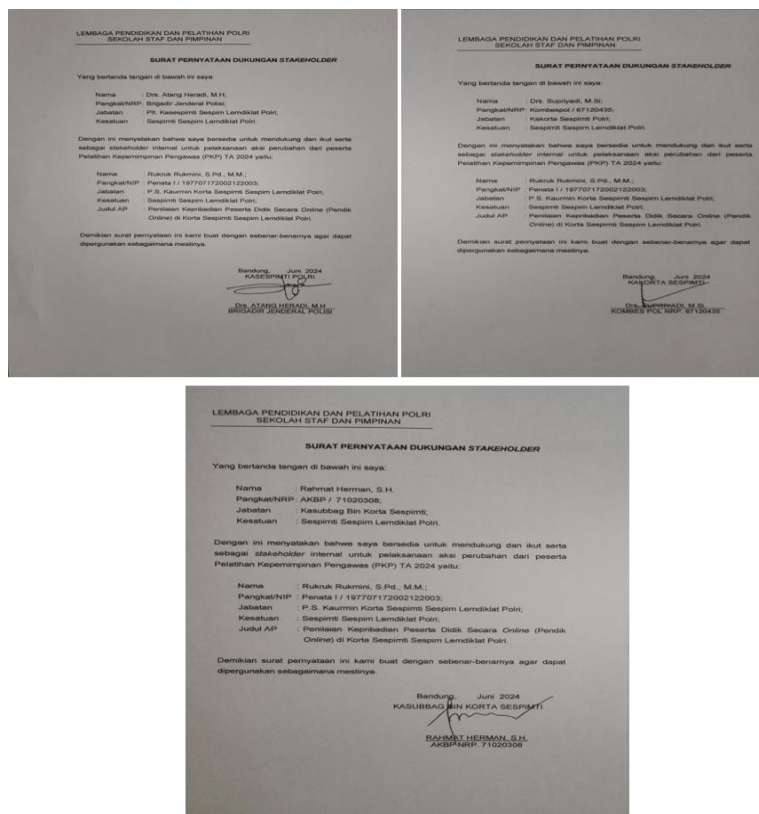 LEMBAGA PENDIDIKAN DAN PELATIHAN POLRI
SEKOLAH STAF DAN PIMPINAN
SURAT PERNYATAAN DUKUNGAN STAKEHOLDER
Yang bertanda tangan di bawah ini saya:
Nama : Drs. Atang Heradi, M.H;
Pangkat/NRP : Brigadir Jenderal Polisi;
Jabatan : Plt. Kasespimti Sespim Lemdiklat Polri;
Kesatuan : Sespimti Sespim Lemdiklat Polri.
Dengan ini menyatakan bahwa saya bersedia untuk mendukung dan ikut serta
sebagai stakeholder internal untuk pelaksanaan aksi perubahan dari peserta
Pelatihan Kepemimpinan Pengawas (PKP) TA 2024 yaitu:
Nama : Rukruk Rukmini, S.Pd., M.M.;
Pangkat/NIP : Penata I / 197707172002122003;
Jabatan : P.S. Kaurmin Korta Sespimti Sespim Lemdiklat Polri;
Kesatuan : Sespimti Sespim Lemdiklat Polri;
Judul AP : Penilaian Kepribadian Peserta Didik Secara Online (Pendik
Online) di Korta Sespimti Sespim Lemdiklat Polri.
Demikian surat pernyataan ini kami buat dengan sebenar-benarnya agar dapat
dipergunakan sebagaimana mestinya.
Bandung, Juni 2024
KASESPIMTI POLRI
Drs. ATANG HERADI, M.H
BRIGADIR JENDERAL POLISI
LEMBAGA PENDIDIKAN DAN PELATIHAN POLRI
SEKOLAH STAF DAN PIMPINAN
SURAT PERNYATAAN DUKUNGAN STAKEHOLDER
Yang bertanda tangan di bawah ini saya:
Nama : Drs. Supriyadi, M.Si;
Pangkat/NRP : Kombespol / 67120435;
Jabatan : Kakorta Sespimti Polri;
Kesatuan : Sespimti Sespim Lemdiklat Polri.
Dengan ini menyatakan bahwa saya bersedia untuk mendukung dan ikut serta
sebagai stakeholder internal untuk pelaksanaan aksi perubahan dari peserta
Pelatihan Kepemimpinan Pengawas (PKP) TA 2024 yaitu:
Nama : Rukruk Rukmini, S.Pd., M.M.;
Pangkat/NIP : Penata I / 197707172002122003;
Jabatan : P.S. Kaurmin Korta Sespimti Sespim Lemdiklat Polri;
Kesatuan : Sespimti Sespim Lemdiklat Polri;
Judul AP : Penilaian Kepribadian Peserta Didik Secara Online (Pendik
Online) di Korta Sespimti Sespim Lemdiklat Polri.
Demikian surat pernyataan ini kami buat dengan sebenar-benarnya agar dapat
dipergunakan sebagaimana mestinya.
Bandung, Juni 2024
KAKORTA SESPIMTI
Drs. SUPRIYADI, M.Si.
KOMBES POL NRP. 67120435
LEMBAGA PENDIDIKAN DAN PELATIHAN POLRI
SEKOLAH STAF DAN PIMPINAN
SURAT PERNYATAAN DUKUNGAN STAKEHOLDER
Yang bertanda tangan di bawah ini saya:
Nama : Rahmat Herman, S.H.
Pangkat/NRP : AKBP / 71020308;
Jabatan : Kasubbag Bin Korta Sespimti;
Kesatuan : Sespimti Sespim Lemdiklat Polri.
Dengan ini menyatakan bahwa saya bersedia untuk mendukung dan ikut serta
sebagai stakeholder internal untuk pelaksanaan aksi perubahan dari peserta
Pelatihan Kepemimpinan Pengawas (PKP) TA 2024 yaitu:
Nama : Rukruk Rukmini, S.Pd., M.M.;
Pangkat/NIP : Penata I / 197707172002122003;
Jabatan : P.S. Kaurmin Korta Sespimti Sespim Lemdiklat Polri;
Kesatuan : Sespimti Sespim Lemdiklat Polri;
Judul AP : Penilaian Kepribadian Peserta Didik Secara Online (Pendik
Online) di Korta Sespimti Sespim Lemdiklat Polri.
Demikian surat pernyataan ini kami buat dengan sebenar-benarnya agar dapat
dipergunakan sebagaimana mestinya.
Bandung, Juni 2024
KASUBBAG BIN KORTA SESPIMTI
RAHMAT HERMAN, S.H.
AKBP NRP. 71020308